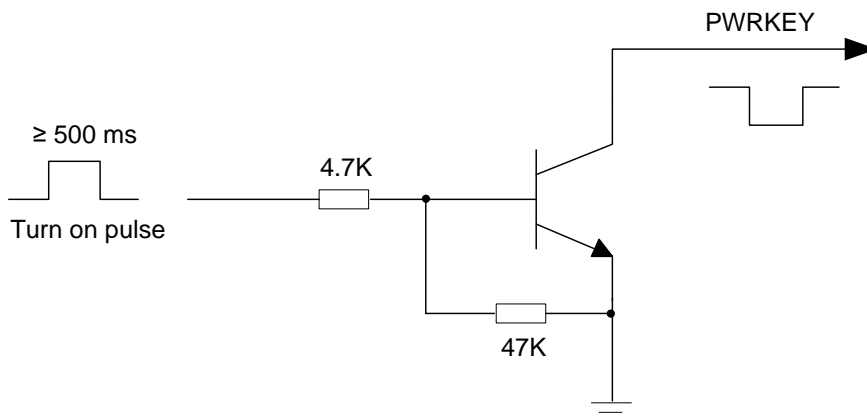 PWRKEY
≥ 500 ms
4.7K
Turn on pulse
47K